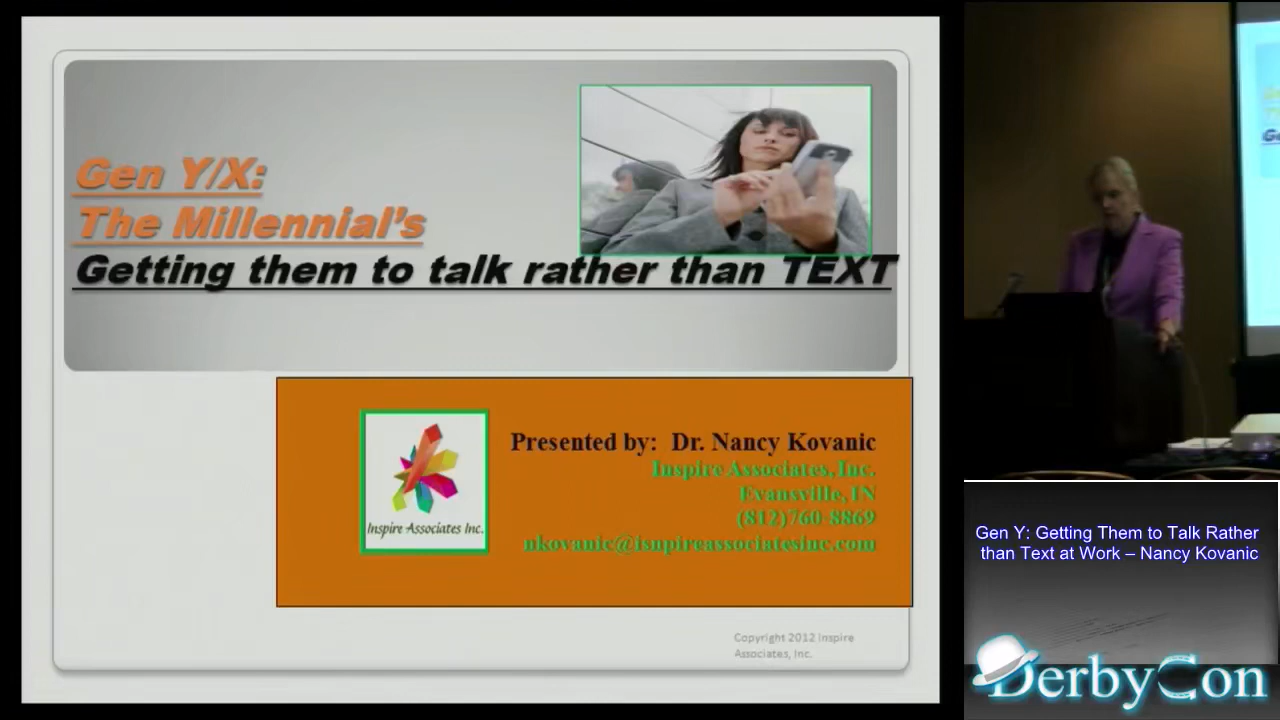 Gen Y/X:
The Millennial's
Getting them to talk rather than TEXT
Inspire Associates Inc.
Presented by: Dr. Nancy Kovanic
Inspire Associates, Inc.
Evansville, IN
(812)760-8869
nkovanic@isnpireassociatesinc.com
Copyright 2012 Inspire
Associates, Inc.
Gen Y: Getting Them to Talk Rather
than Text at Work – Nancy Kovanic
DerbyCon